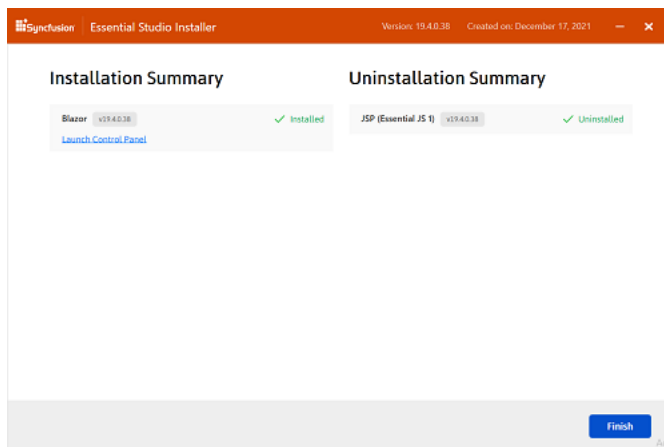 Syncfusion Essential Studio Installer Version: 19.4.0.38 Created on: December 17, 2021
Installation Summary
Blazor v19.4.0.38 Installed
Launch Control Panel
Uninstallation Summary
JSP (Essential JS 1) v19.4.0.38 Uninstalled
Finish